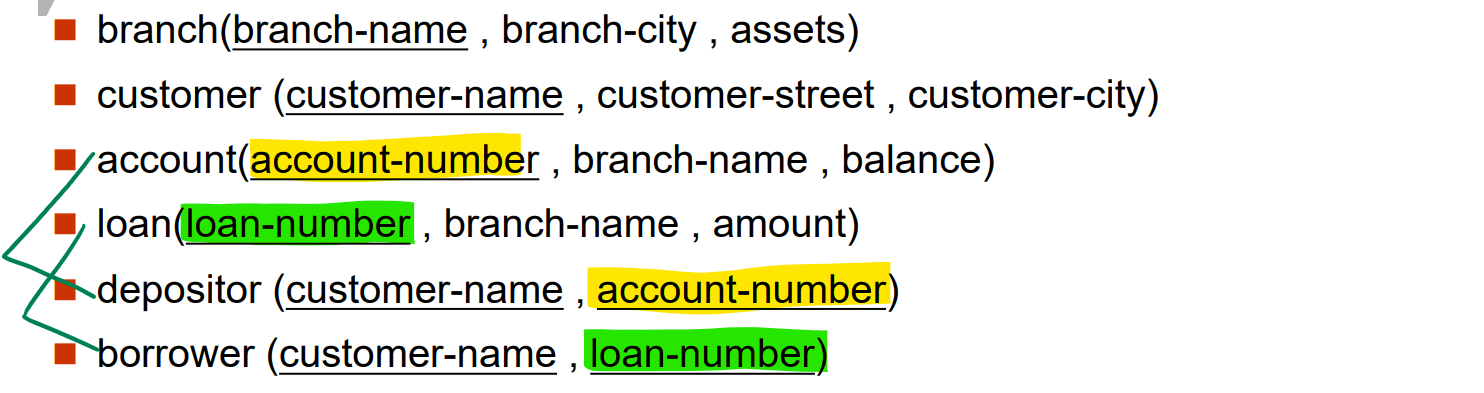 branch(branch-name , branch-city , assets)
customer (customer-name , customer-street , customer-city)
account(account-number , branch-name , balance)
loan(loan-number , branch-name , amount)
depositor (customer-name , account-number)
borrower (customer-name , loan-number)